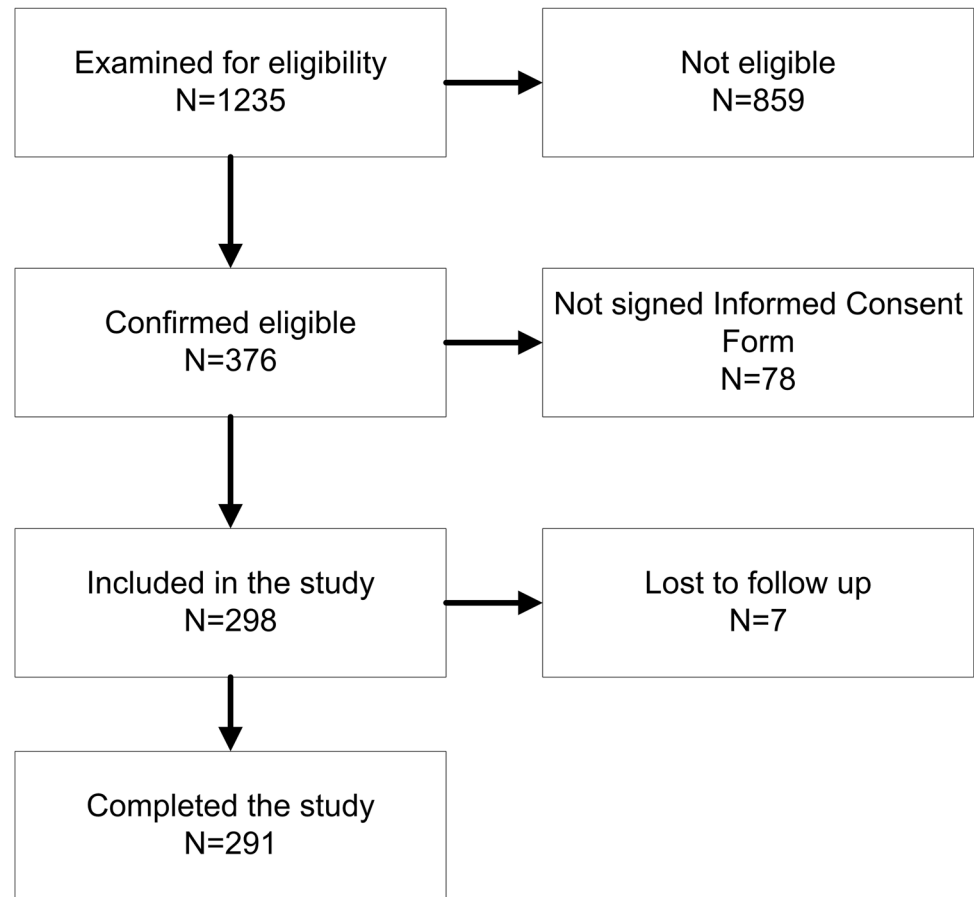 Examined for eligibility
N=1235
Not eligible
N=859
Confirmed eligible
N=376
Not signed Informed Consent
Form
N=78
Included in the study
N=298
Lost to follow up
N=7
Completed the study
N=291